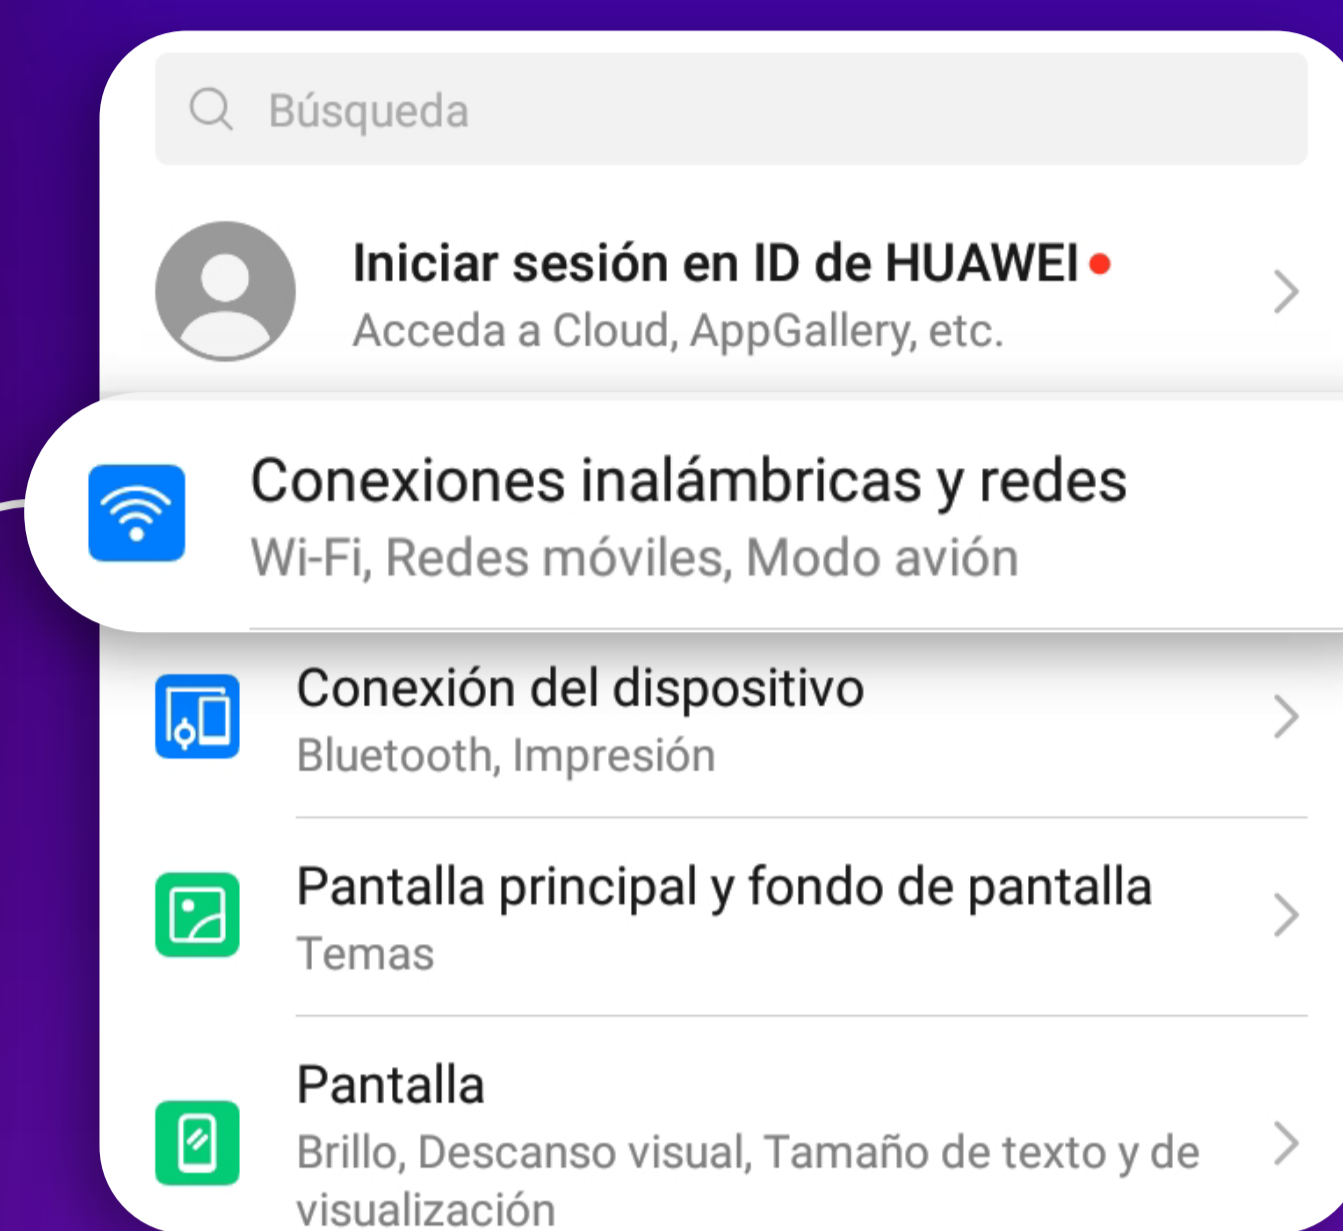 Búsqueda
Iniciar sesión en ID de HUAWEI
Acceda a Cloud, AppGallery, etc.
Conexiones inalámbricas y redes
Wi-Fi, Redes móviles, Modo avión
Conexión del dispositivo
Bluetooth, Impresión
Pantalla principal y fondo de pantalla
Temas
Pantalla
Brillo, Descanso visual, Tamaño de texto y de
visualización